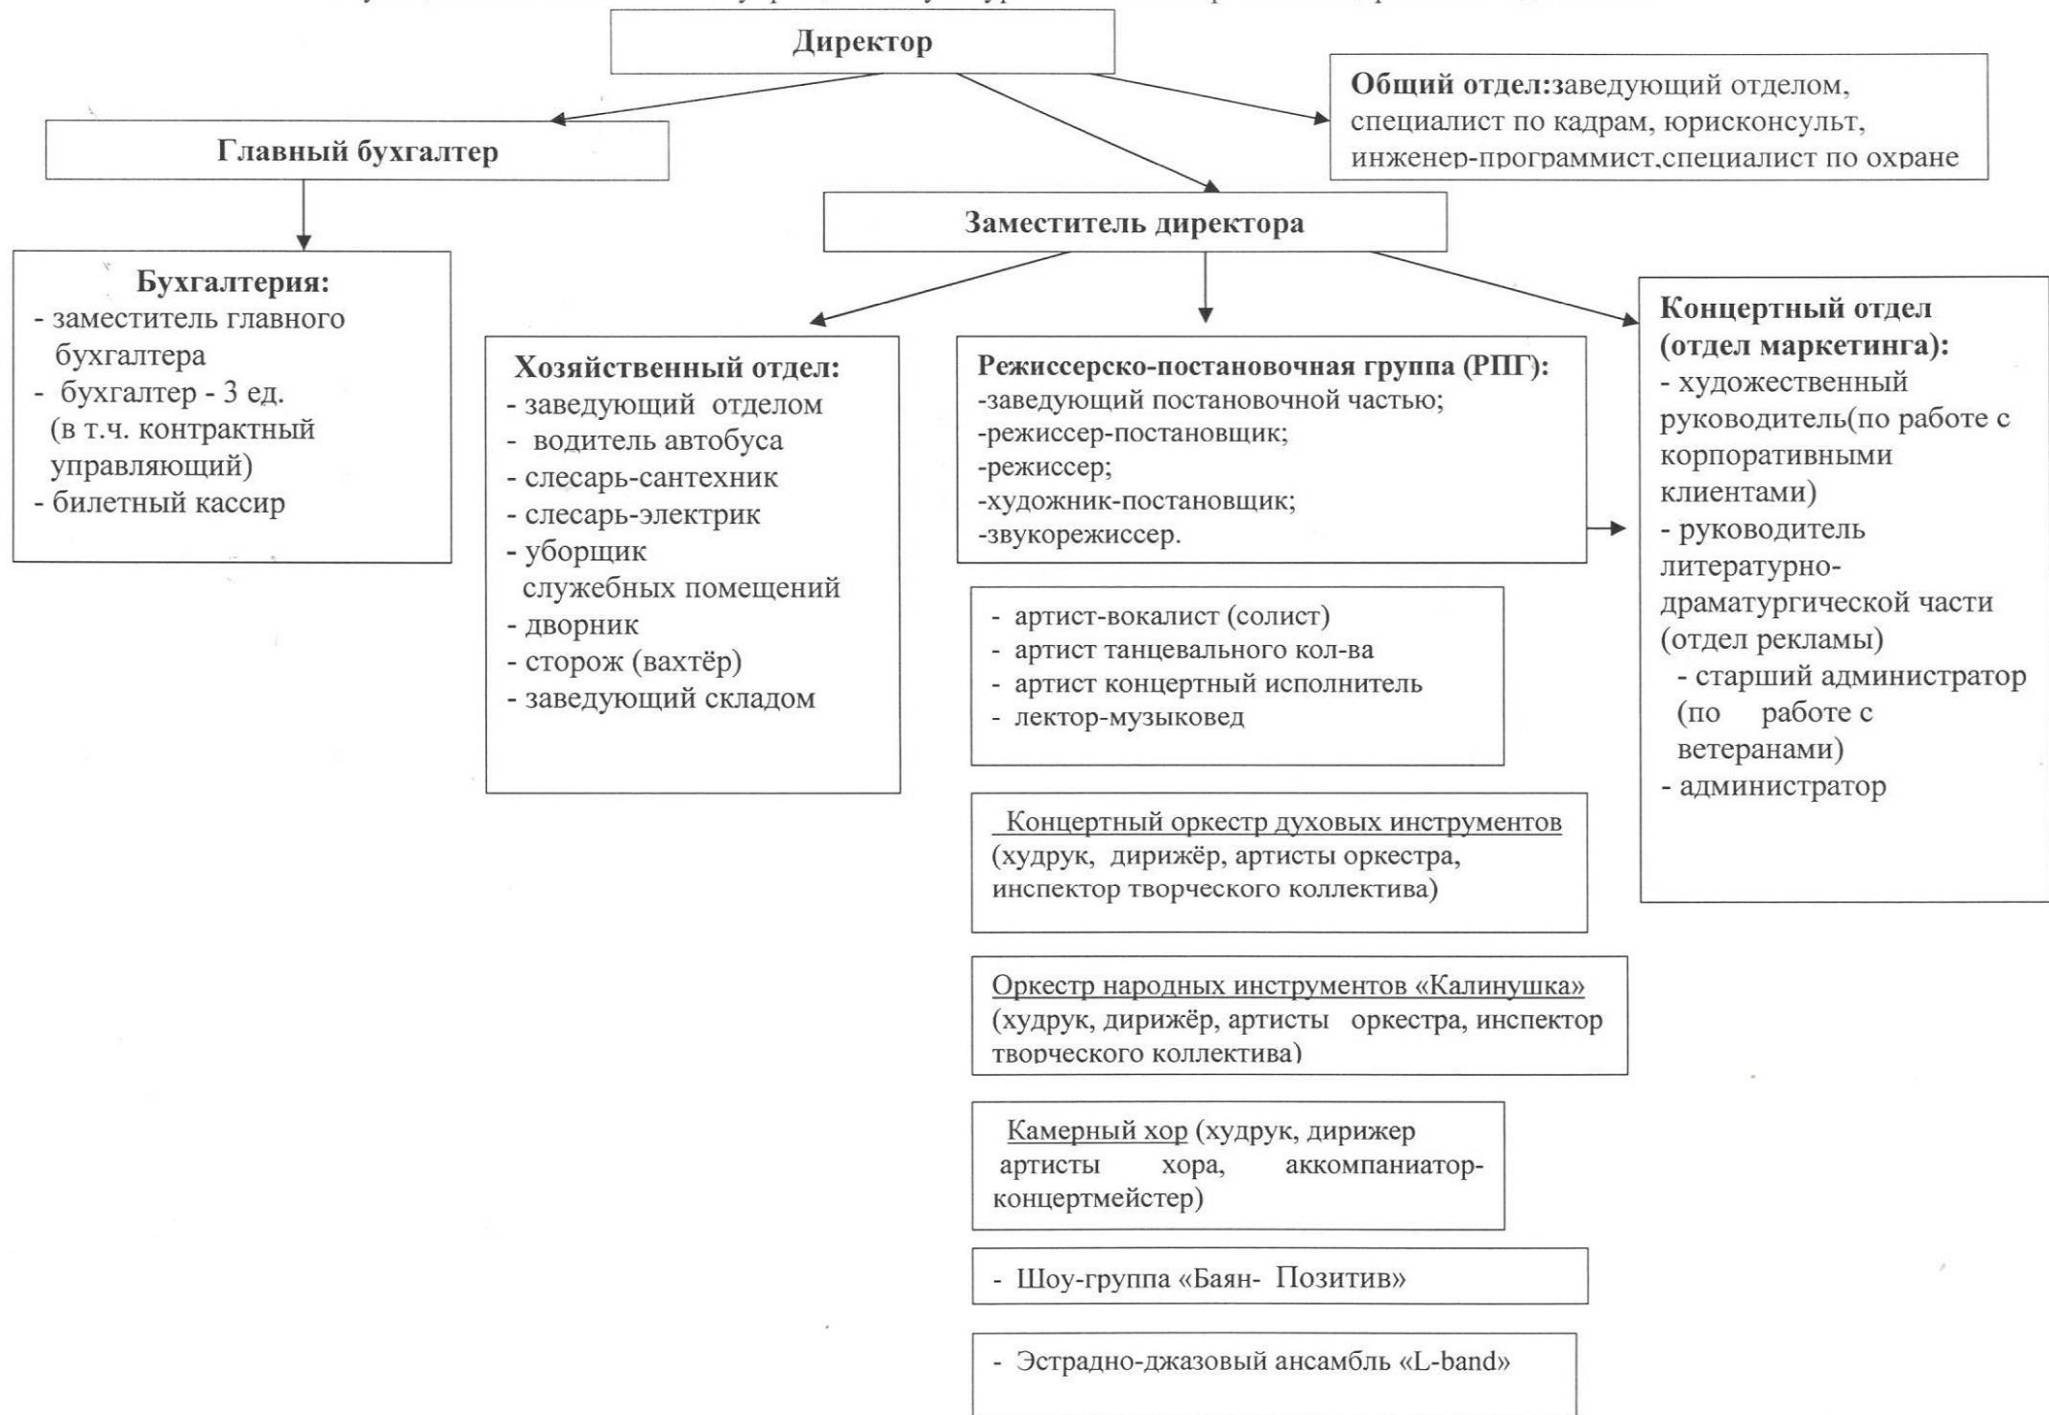 Директор
Общий отдел:заведующий отделом,
специалист по кадрам, юрисконсульт,
инженер-программист,специалист по охране
Главный бухгалтер
Заместитель директора
Бухгалтерия:
- заместитель главного
бухгалтера
- бухгалтер - 3 ед.
(в т.ч. контрактный
управляющий)
- билетный кассир
Хозяйственный отдел:
- заведующий отделом
- водитель автобуса
- слесарь-сантехник
- слесарь-электрик
- уборщик
служебных помещений
- дворник
- сторож (вахтёр)
- заведующий складом
Режиссерско-постановочная группа (РПГ):
-заведующий постановочной частью;
-режиссер-постановщик;
-режиссер;
-художник-постановщик;
-звукорежиссер.
- артист-вокалист (солист)
- артист танцевального кол-ва
- артист концертный исполнитель
- лектор-музыковед
Концертный оркестр духовых инструментов
(худрук, дирижёр, артисты оркестра,
инспектор творческого коллектива)
Оркестр народных инструментов «Калинушка»
(худрук, дирижёр, артисты оркестра, инспектор
творческого коллектива)
Камерный хор (худрук, дирижер
артисты хора, аккомпаниатор-
концертмейстер)
- Шоу-группа «Баян- Позитив»
- Эстрадно-джазовый ансамбль «L-band»
Концертный отдел
(отдел маркетинга):
- художественный
руководитель(по работе с
корпоративными
клиентами)
- руководитель
литературно-
драматургической части
(отдел рекламы)
- старший администратор
(по работе с
ветеранами)
- администратор